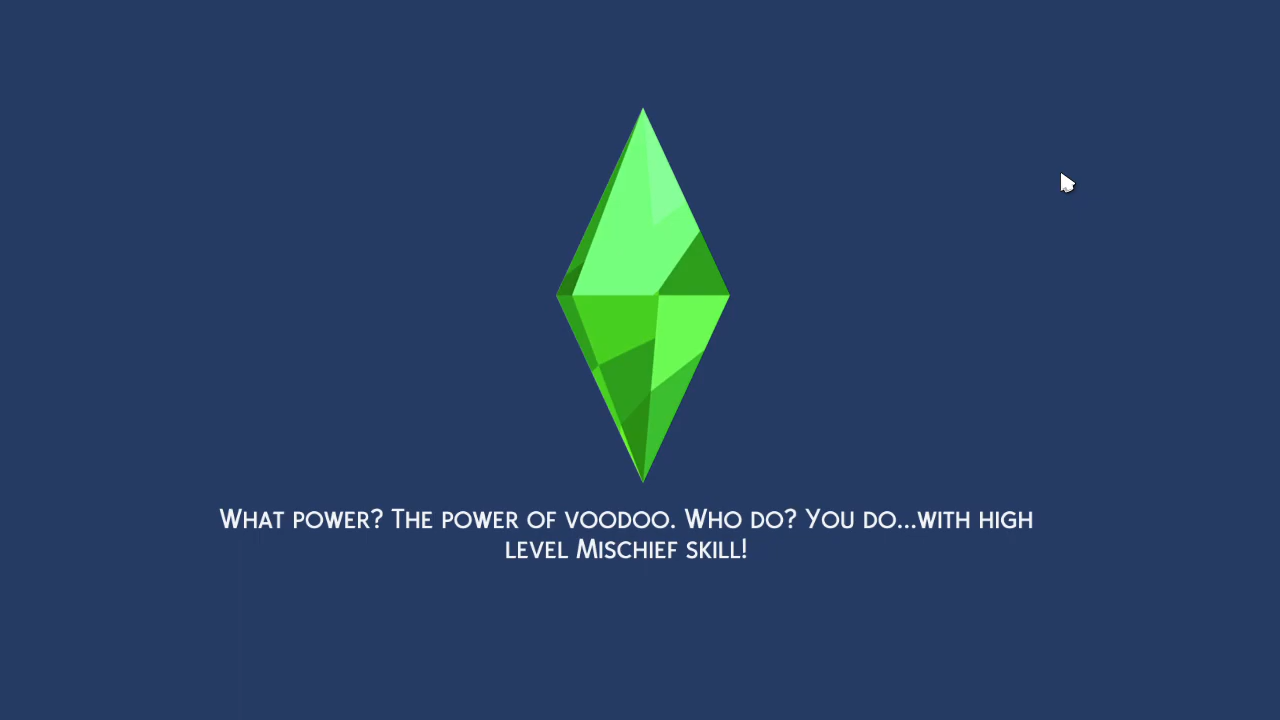 What power? The power of voodoo. Who do? You do...with high
level Mischief skill!